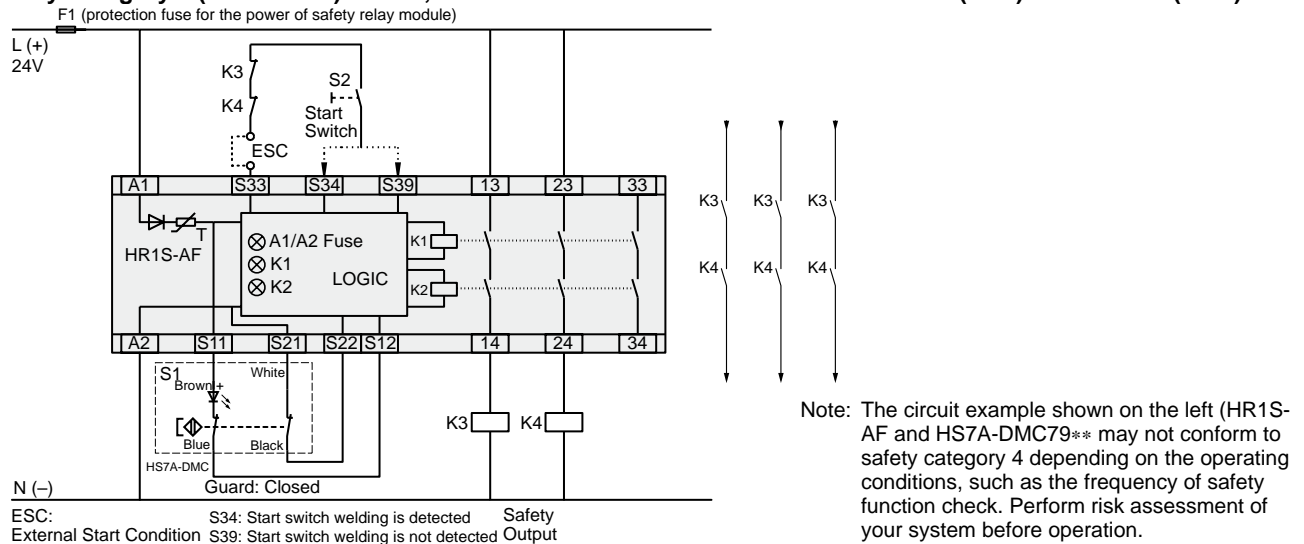 F1 (protection fuse for the power of safety relay module)
L (+)
24V
K3
K4
S2
Start
Switch
ESC
A1 S33 S34 S39 13 23 33
T
HR1S-AF
A1/A2 Fuse
K1
K2
LOGIC
K1
K2
K3 K3 K3
K4 K4 K4
A2 S11 S21 S22 S12 14 24 34
S1
Brown +
White
Blue
Black
HS7A-DMC
K3 K4
N (–)
Guard: Closed
ESC:
External Start Condition
S34: Start switch welding is detected
S39: Start switch welding is not detected
Safety
Output
Note: The circuit example shown on the left (HR1S-
AF and HS7A-DMC79** may not conform to
safety category 4 depending on the operating
conditions, such as the frequency of safety
function check. Perform risk assessment of
your system before operation.